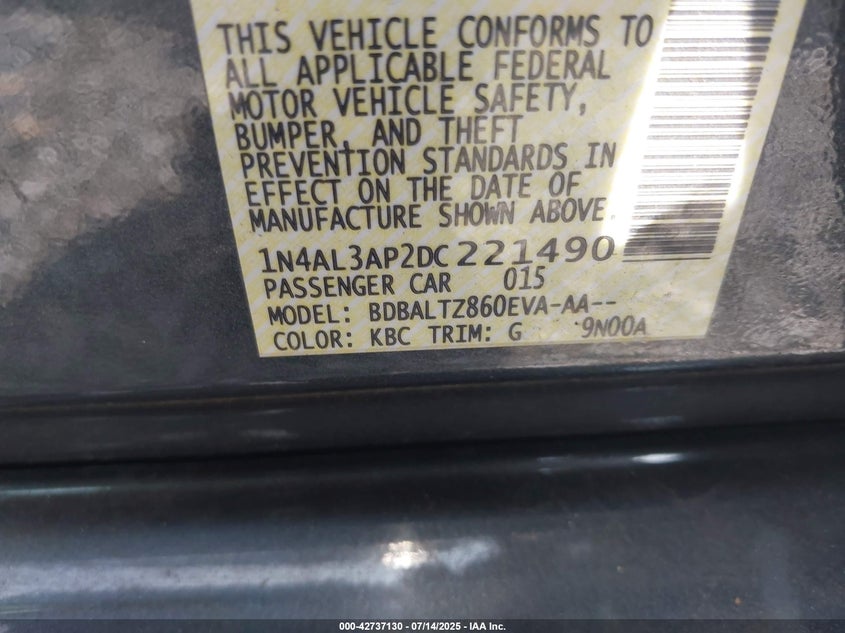 THIS VEHICLE CONFORMS TO
ALL APPLICABLE FEDERAL
MOTOR VEHICLE SAFETY,
BUMPER, AND THEFT
PREVENTION STANDARDS IN
EFFECT ON THE DATE OF
MANUFACTURE SHOWN ABOVE.
1N4AL3AP2DC221490
PASSENGER CAR 015
MODEL: BDBALTZ860EVA-AA--
COLOR: KBC TRIM: G 9N00A
000-42737130 - 07/14/2025 - IAA Inc.